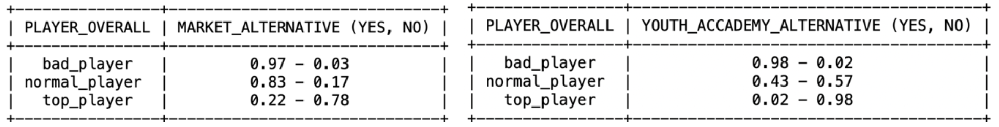 +----------------+-----------------------------+
| PLAYER_OVERALL | MARKET_ALTERNATIVE (YES, NO) |
+----------------+-----------------------------+
| bad_player | 0.97 – 0.03 |
| normal_player | 0.83 – 0.17 |
| top_player | 0.22 – 0.78 |
+----------------+-----------------------------+
+----------------+-------------------------------------+
| PLAYER_OVERALL | YOUTH_ACCADEMY_ALTERNATIVE (YES, NO) |
+----------------+-------------------------------------+
| bad_player | 0.98 – 0.02 |
| normal_player | 0.43 – 0.57 |
| top_player | 0.02 – 0.98 |
+----------------+-------------------------------------+